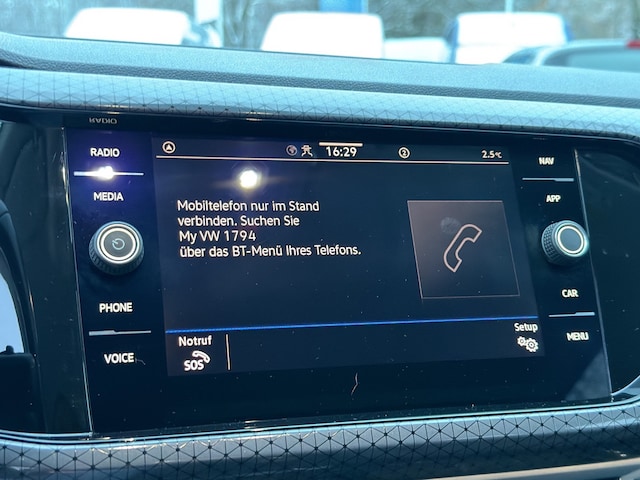 RADIO
16:29
2
2.5°C
NAV
MEDIA
APP
Mobiltelefon nur im Stand
verbinden. Suchen Sie
My VW 1794
über das BT-Menü Ihres Telefons.
PHONE
CAR
VOICE
Notruf
SOS
Setup
MENU